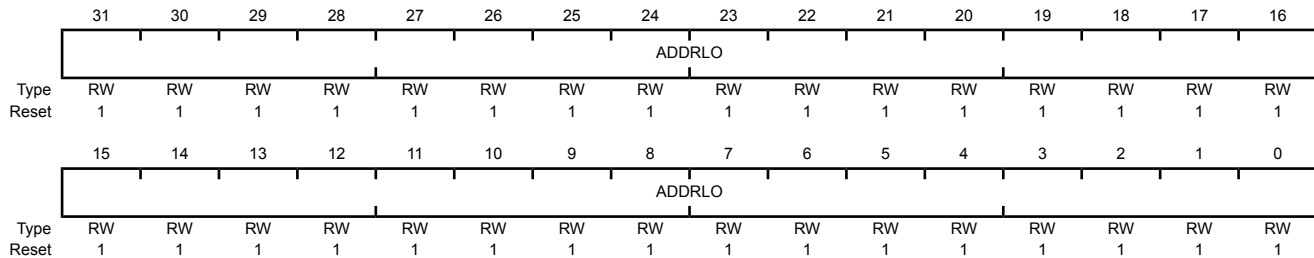 31 30 29 28 27 26 25 24 23 22 21 20 19 18 17 16
ADDRLO
Type RW RW RW RW RW RW RW RW RW RW RW RW RW RW RW RW
Reset 1 1 1 1 1 1 1 1 1 1 1 1 1 1 1 1
15 14 13 12 11 10 9 8 7 6 5 4 3 2 1 0
ADDRLO
Type RW RW RW RW RW RW RW RW RW RW RW RW RW RW RW RW
Reset 1 1 1 1 1 1 1 1 1 1 1 1 1 1 1 1